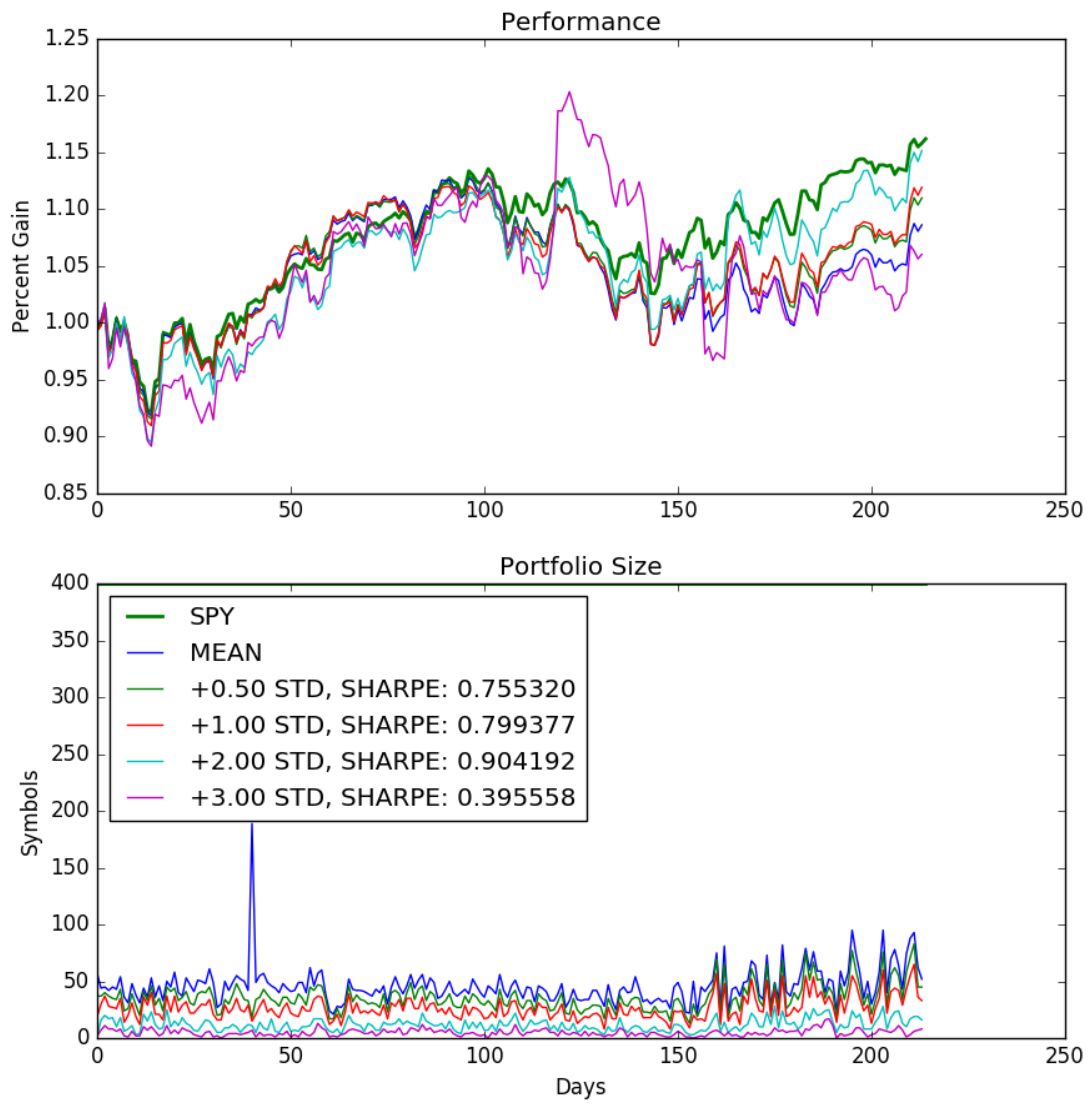 Performance
1.25
1.20
1.15
1.10
1.05
1.00
0.95
0.90
0.85
Percent Gain
0 50 100 150 200 250
Portfolio Size
400
350
300
250
200
150
100
50
0
Symbols
SPY
MEAN
+0.50 STD, SHARPE: 0.755320
+1.00 STD, SHARPE: 0.799377
+2.00 STD, SHARPE: 0.904192
+3.00 STD, SHARPE: 0.395558
0 50 100 150 200 250
Days